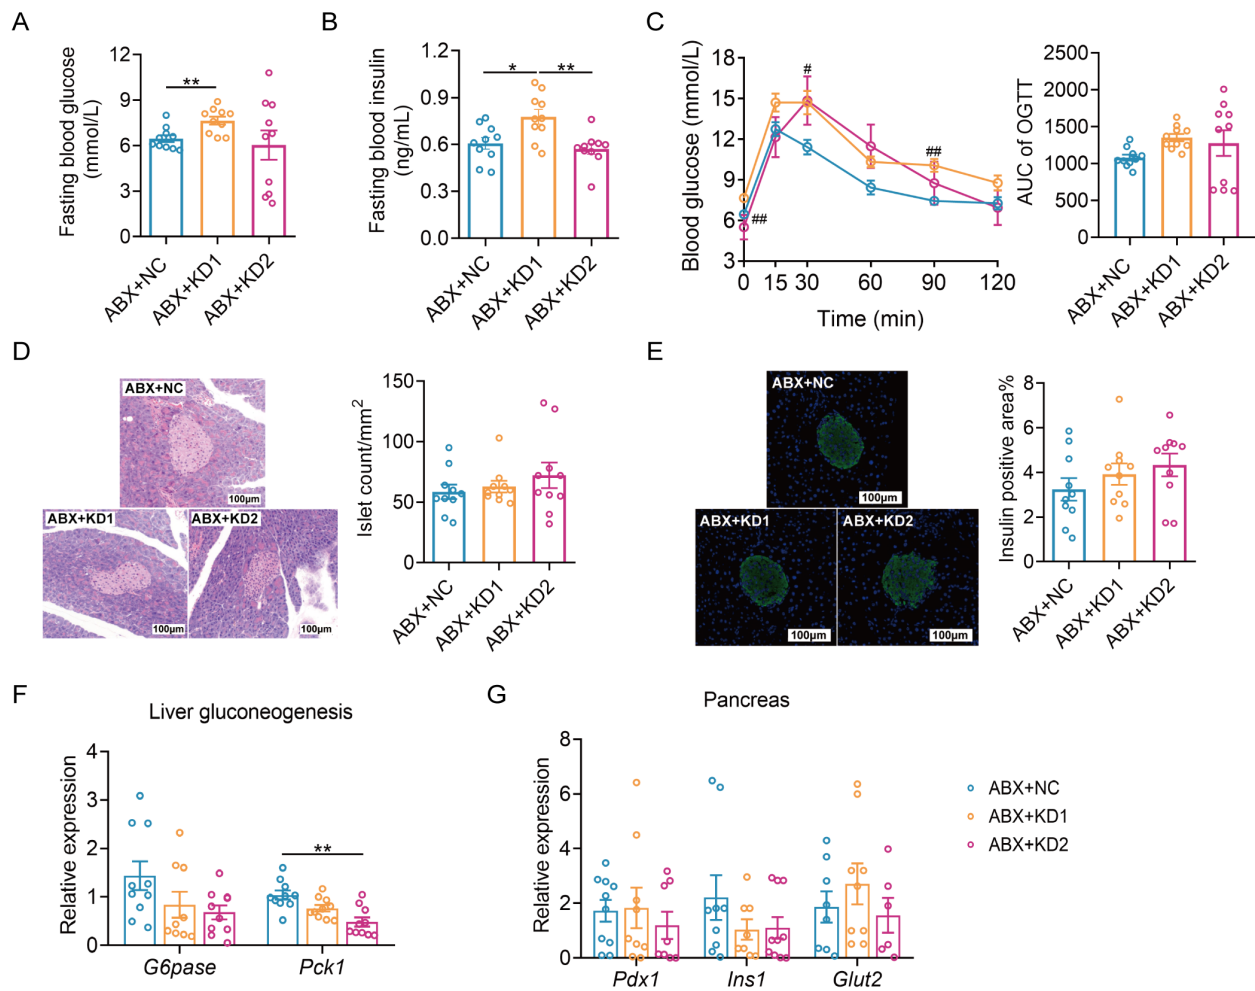 A
Fasting blood glucose
(mmol/L)
12
9
6
3
0
**
ABX+NC
ABX+KD1
ABX+KD2
B
Fasting blood insulin
(ng/mL)
1.2
0.9
0.6
0.3
0.0
*
**
ABX+NC
ABX+KD1
ABX+KD2
C
Blood glucose (mmol/L)
18
15
12
9
6
3
#
##
##
0
15
30
60
90
120
Time (min)
AUC of OGTT
2500
2000
1500
1000
500
0
ABX+NC
ABX+KD1
ABX+KD2
D
ABX+NC
100μm
ABX+KD1
100μm
ABX+KD2
100μm
Islet count/mm²
150
100
50
0
ABX+NC
ABX+KD1
ABX+KD2
E
ABX+NC
100μm
ABX+KD1
100μm
ABX+KD2
100μm
Insulin positive area%
8
6
4
2
0
ABX+NC
ABX+KD1
ABX+KD2
F
Liver gluconeogenesis
Relative expression
4
3
2
1
0
**
G6pase
Pck1
G
Pancreas
Relative expression
8
6
4
2
0
Pdx1
Ins1
Glut2
ABX+NC
ABX+KD1
ABX+KD2